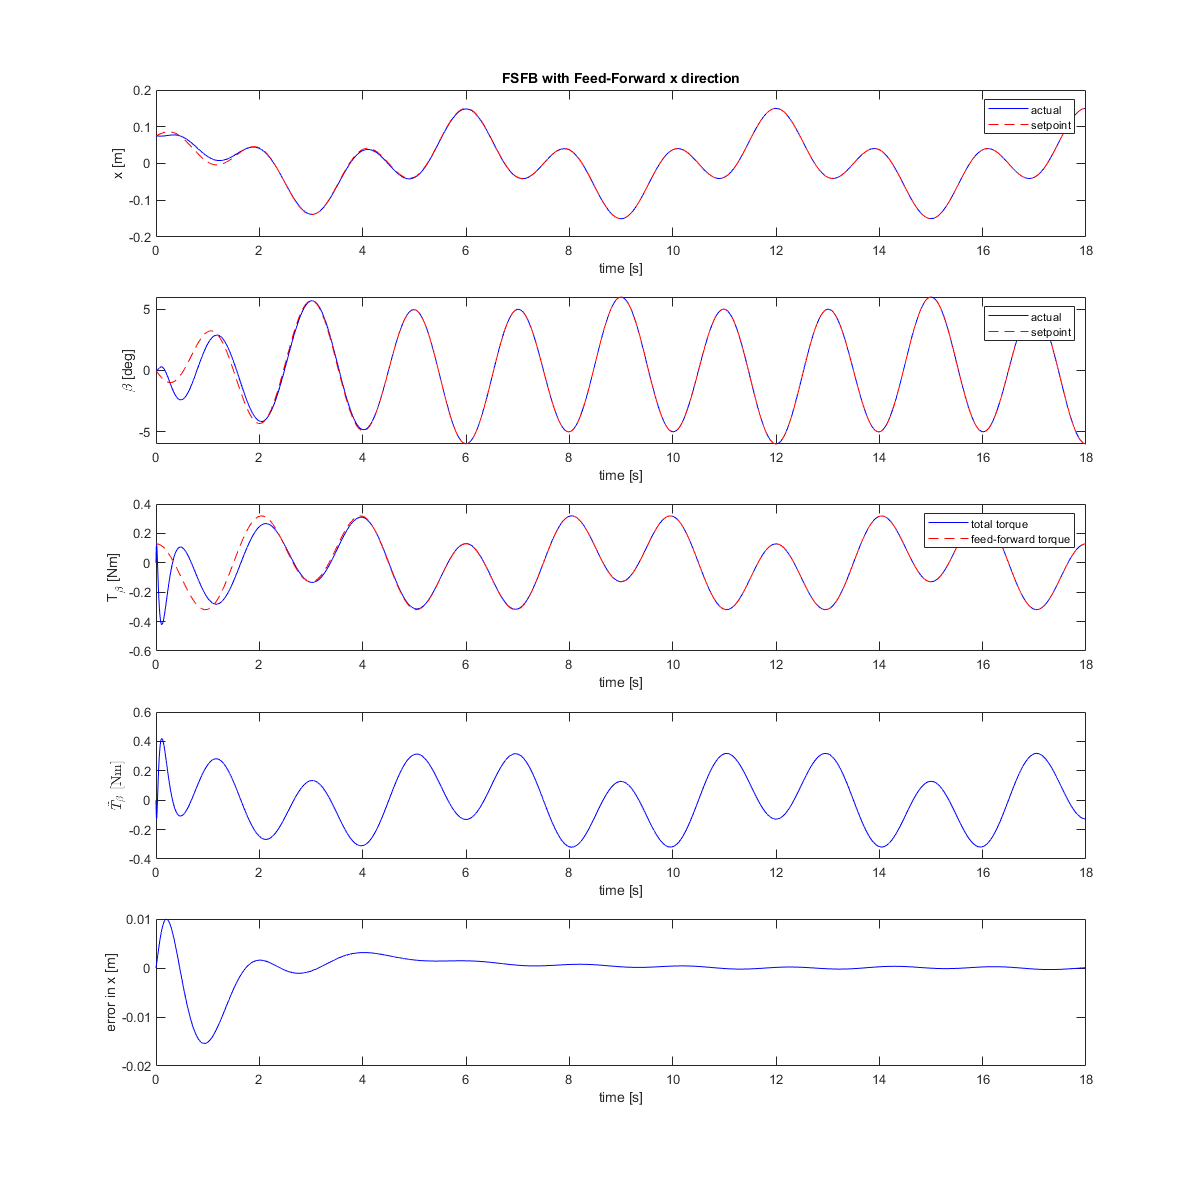 FSFB with Feed-Forward x direction
0.2
0.1
0
-0.1
-0.2
x [m]
actual
setpoint
0 2 4 6 8 10 12 14 16 18
time [s]
5
0
-5
β [deg]
actual
setpoint
0 2 4 6 8 10 12 14 16 18
time [s]
0.4
0.2
0
-0.2
-0.4
-0.6
T_β [Nm]
total torque
feed-forward torque
0 2 4 6 8 10 12 14 16 18
time [s]
0.6
0.4
0.2
0
-0.2
-0.4
T̃_β [Nm]
0 2 4 6 8 10 12 14 16 18
time [s]
0.01
0
-0.01
-0.02
error in x [m]
0 2 4 6 8 10 12 14 16 18
time [s]